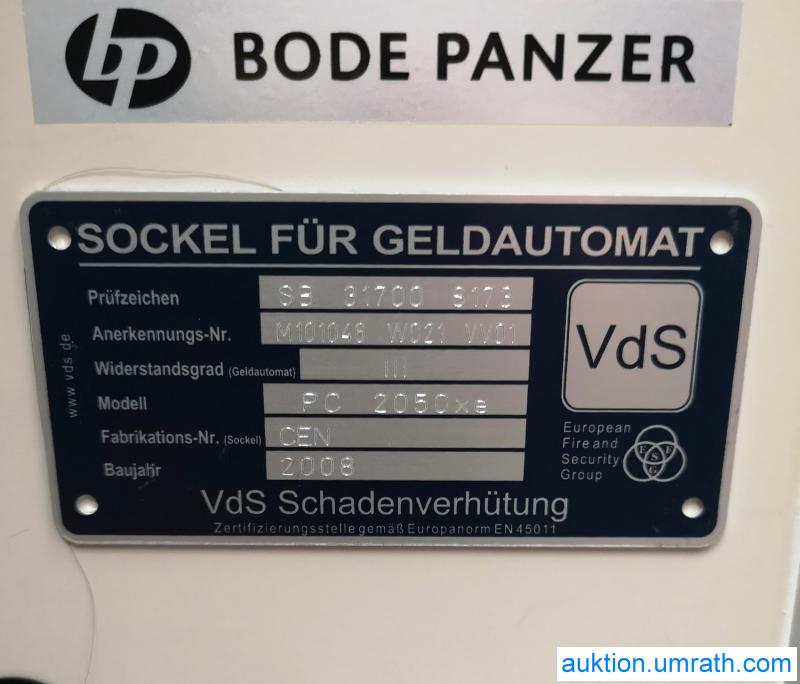 bp BODE PANZER
SOCKEL FÜR GELDAUTOMAT
Prüfzeichen SB 31700 8173
Anerkennungs-Nr. M101046 W021 VV01
Widerstandsgrad (Geldautomat) III
Modell PC 2050xe
Fabrikations-Nr. (Sockel) CEN
Baujahr 2008
www.vds.de
VdS
European
Fire and
Security
Group
EFSG
VdS Schadenverhütung
Zertifizierungsstelle gemäß Europanorm EN 45011
auktion.umrath.com